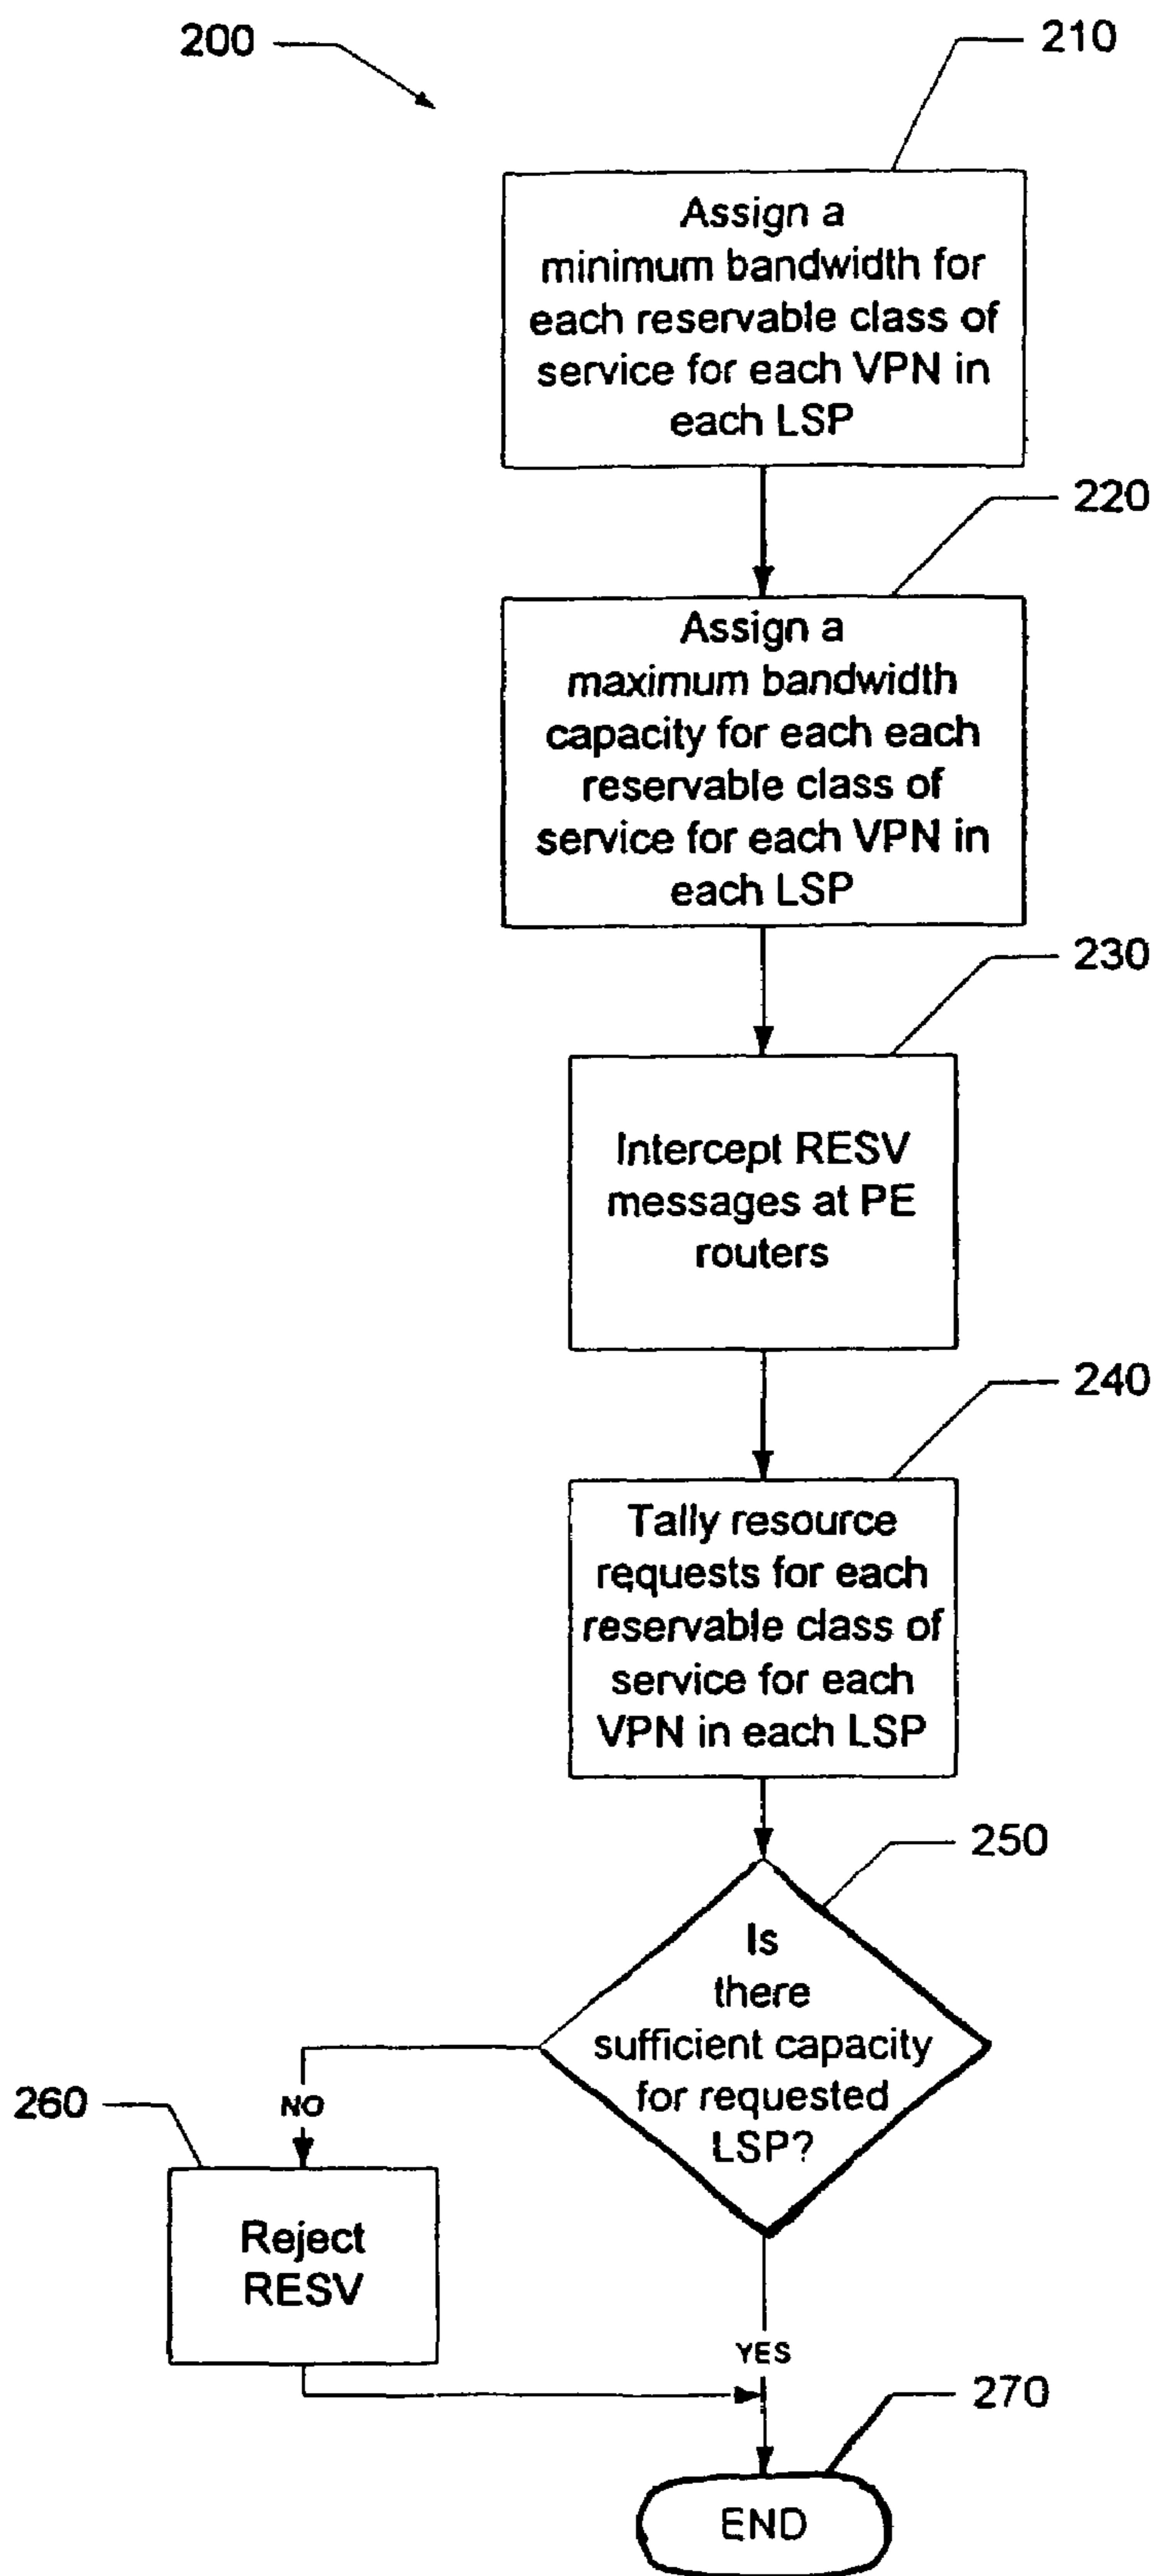 200
210
Assign a
minimum bandwidth for
each reservable class of
service for each VPN in
each LSP
220
Assign a
maximum bandwidth
capacity for each each
reservable class of
service for each VPN in
each LSP
230
Intercept RESV
messages at PE
routers
240
Tally resource
requests for each
reservable class of
service for each
VPN in each LSP
250
Is
there
sufficient capacity
for requested
LSP?
NO
260
Reject
RESV
YES
270
END